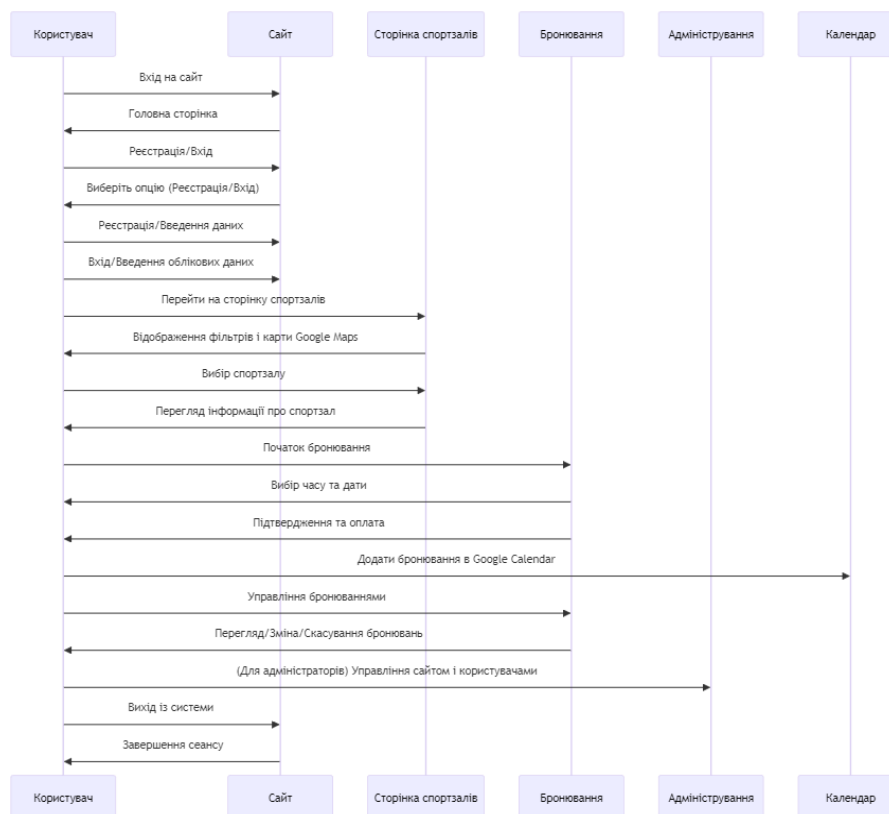 Користувач
Сайт
Сторінка спортзалів
Бронювання
Адміністрування
Календар
Вхід на сайт
Головна сторінка
Реєстрація/Вхід
Виберіть опцію (Реєстрація/Вхід)
Реєстрація/Введення даних
Вхід/Введення облікових даних
Перейти на сторінку спортзалів
Відображення фільтрів і карти Google Maps
Вибір спортзалу
Перегляд інформації про спортзал
Початок бронювання
Вибір часу та дати
Підтвердження та оплата
Додати бронювання в Google Calendar
Управління бронюваннями
Перегляд/Зміна/Скасування бронювань
(Для адміністраторів) Управління сайтом і користувачами
Вихід із системи
Завершення сеансу
Користувач
Сайт
Сторінка спортзалів
Бронювання
Адміністрування
Календар